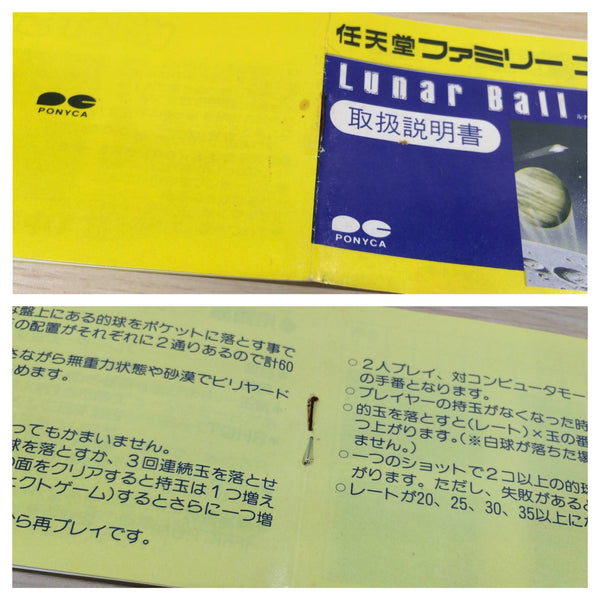 PONYCA
任天堂ファミリー コ
Lunar Ball
ルナ
取扱説明書
PONYCA
盤上にある的球をポケットに落とす事で
の配置がそれぞれに2通りあるので計60
さながら無重力状態や砂漠でビリヤード
めます。
ってもかまいません。
球を落とすか、3回連続玉を落とせ
の面をクリアすると持玉は1つ増え
ェクトゲーム)するとさらに一つ増
から再プレイです。
○2人プレイ、対コンピュータモー
の手番となります。
○プレイヤーの持玉がなくなった時
○的玉を落とすと(レート)×玉の番
つ上がります。(※白球が落ちた場
ません。)
○一つのショットで2コ以上の的球
がります。ただし、失敗があると
○レートが20、25、30、35以上に